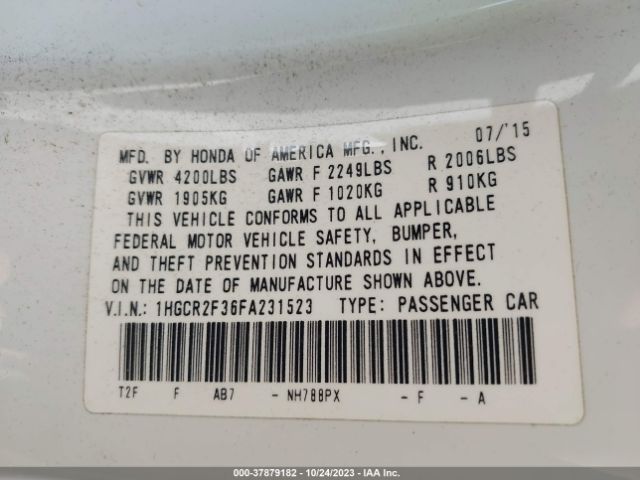 MFD. BY HONDA OF AMERICA MFG., INC. 07/'15
GVWR 4200LBS GAWR F 2249LBS R 2006LBS
GVWR 1905KG GAWR F 1020KG R 910KG
THIS VEHICLE CONFORMS TO ALL APPLICABLE
FEDERAL MOTOR VEHICLE SAFETY, BUMPER,
AND THEFT PREVENTION STANDARDS IN EFFECT
ON THE DATE OF MANUFACTURE SHOWN ABOVE.
V.I.N.: 1HGCR2F36FA231523 TYPE: PASSENGER CAR
T2F F AB7 - NH788PX - F - A
000-37879182 - 10/24/2023 - IAA Inc.